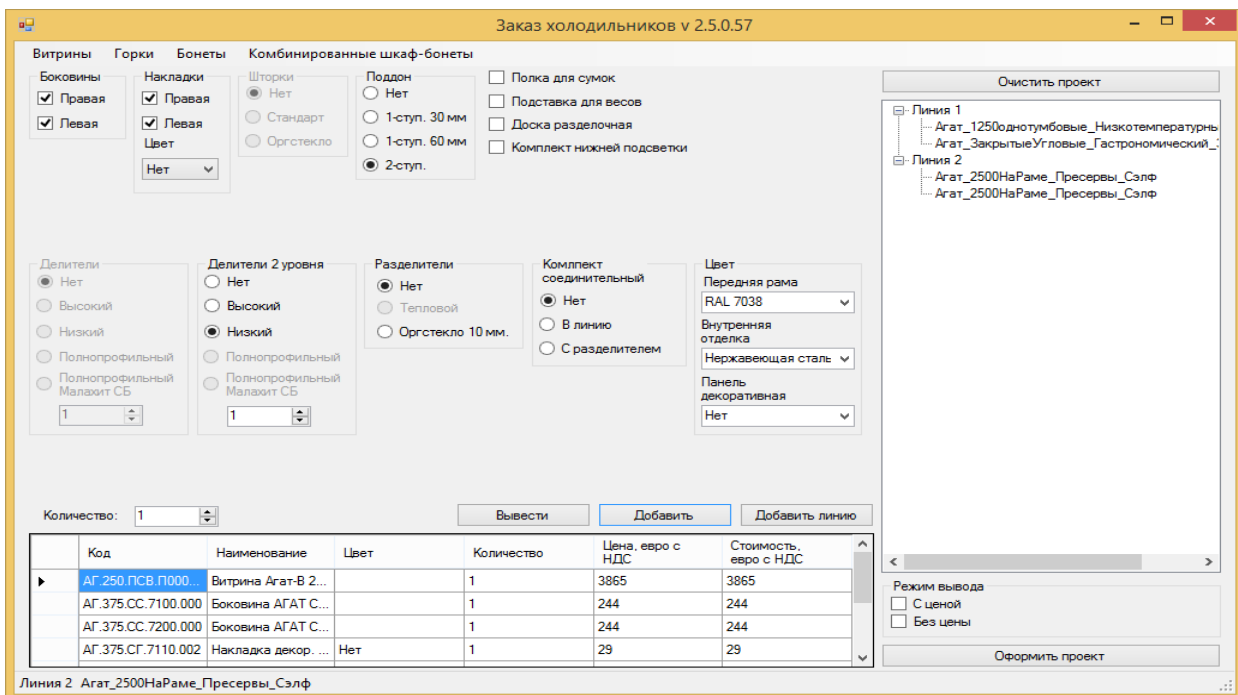 Заказ холодильников v 2.5.0.57
Витрины Горки Бонеты Комбинированные шкаф-бонеты
Боковины
Правая
Левая
Накладки
Правая
Левая
Цвет
Нет
Шторки
Нет
Стандарт
Оргстекло
Поддон
Нет
1-ступ. 30 мм
1-ступ. 60 мм
2-ступ.
Полка для сумок
Подставка для весов
Доска разделочная
Комплект нижней подсветки
Делители
Нет
Высокий
Низкий
Полнопрофильный
Полнопрофильный
Малахит СБ
1
Делители 2 уровня
Нет
Высокий
Низкий
Полнопрофильный
Полнопрофильный
Малахит СБ
1
Разделители
Нет
Тепловой
Оргстекло 10 мм.
Комлпект
соединительный
Нет
В линию
С разделителем
Цвет
Передняя рама
RAL 7038
Внутренняя
отделка
Нержавеющая сталь
Панель
декоративная
Нет
Количество: 1
Вывести Добавить Добавить линию
Код Наименование Цвет Количество Цена, евро с НДС Стоимость, евро с НДС
АГ.250.ПСВ.П000... Витрина Агат-В 2... 1 3865 3865
АГ.375.СС.7100.000 Боковина АГАТ С... 1 244 244
АГ.375.СС.7200.000 Боковина АГАТ С... 1 244 244
АГ.375.СГ.7110.002 Накладка декор. ... Нет 1 29 29
Очистить проект
Линия 1
Агат_1250однотумбовые_Низкотемпературны
Агат_ЗакрытыеУгловые_Гастрономический_
Линия 2
Агат_2500НаРаме_Пресервы_Сэлф
Агат_2500НаРаме_Пресервы_Сэлф
Режим вывода
С ценой
Без цены
Оформить проект
Линия 2 Агат_2500НаРаме_Пресервы_Сэлф